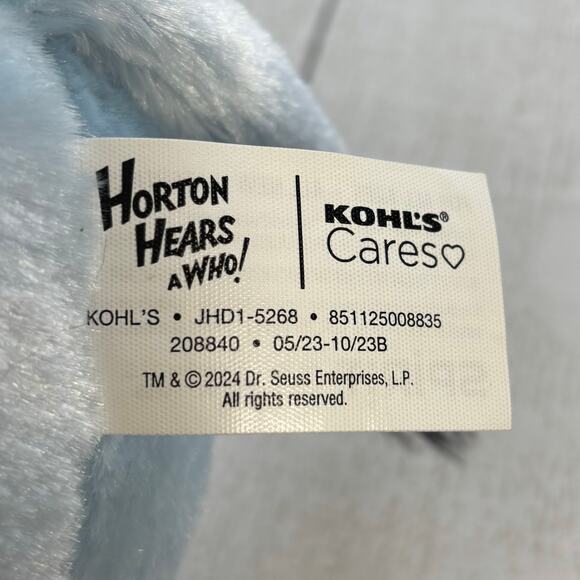 HORTON
HEARS
A WHO!
KOHL'S®
Cares♡
KOHL'S • JHD1-5268 • 851125008835
208840 • 05/23-10/23B
TM & © 2024 Dr. Seuss Enterprises, L.P.
All rights reserved.